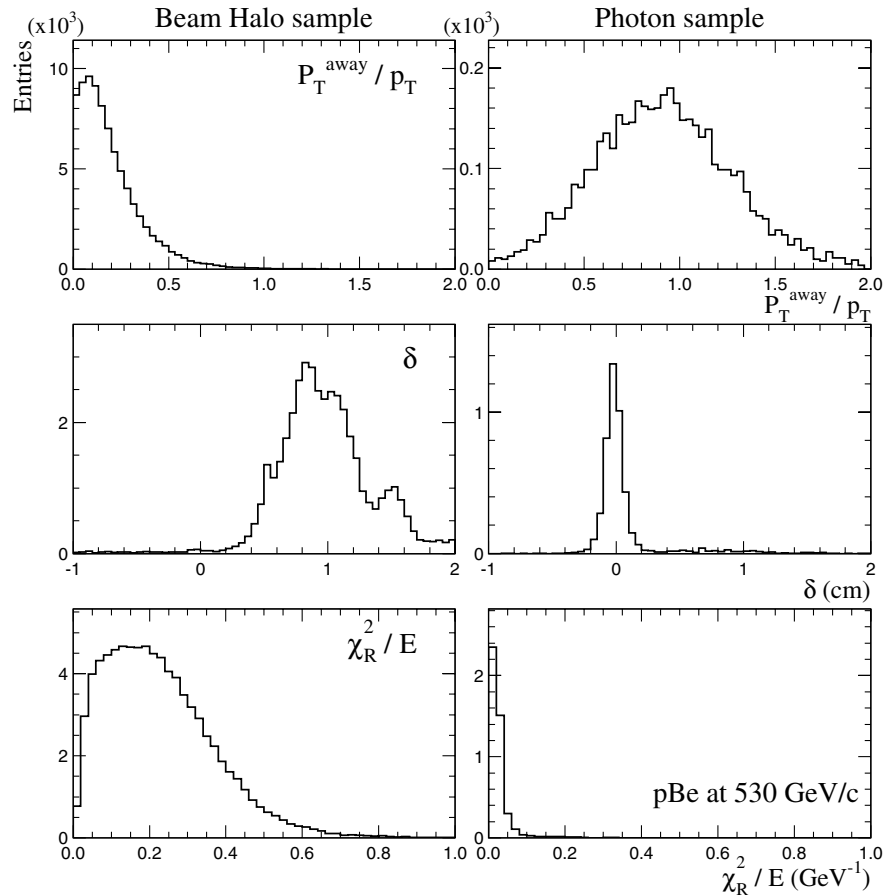 Beam Halo sample
Photon sample
(x10³)
(x10³)
Entries
P_T^away / p_T
10
5
0
0.0 0.5 1.0 1.5 2.0
0.2
0.1
0.0
0.0 0.5 1.0 1.5 2.0
P_T^away / p_T
δ
2
0
-1 0 1 2
1
0
-1 0 1 2
δ (cm)
χ_R^2 / E
4
2
0
0.0 0.2 0.4 0.6 0.8 1.0
2
1
0
pBe at 530 GeV/c
0.0 0.2 0.4 0.6 0.8 1.0
χ_R^2 / E (GeV⁻¹)